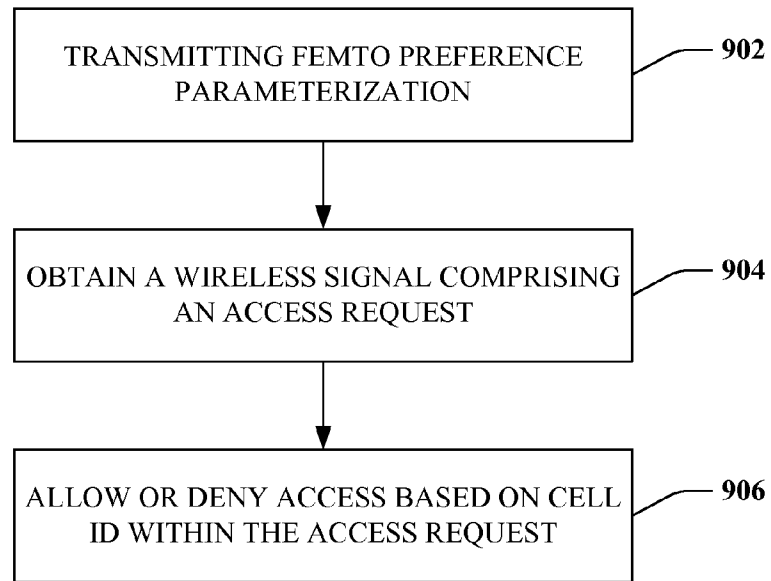 TRANSMITTING FEMTO PREFERENCE
PARAMETERIZATION
902
OBTAIN A WIRELESS SIGNAL COMPRISING
AN ACCESS REQUEST
904
ALLOW OR DENY ACCESS BASED ON CELL
ID WITHIN THE ACCESS REQUEST
906